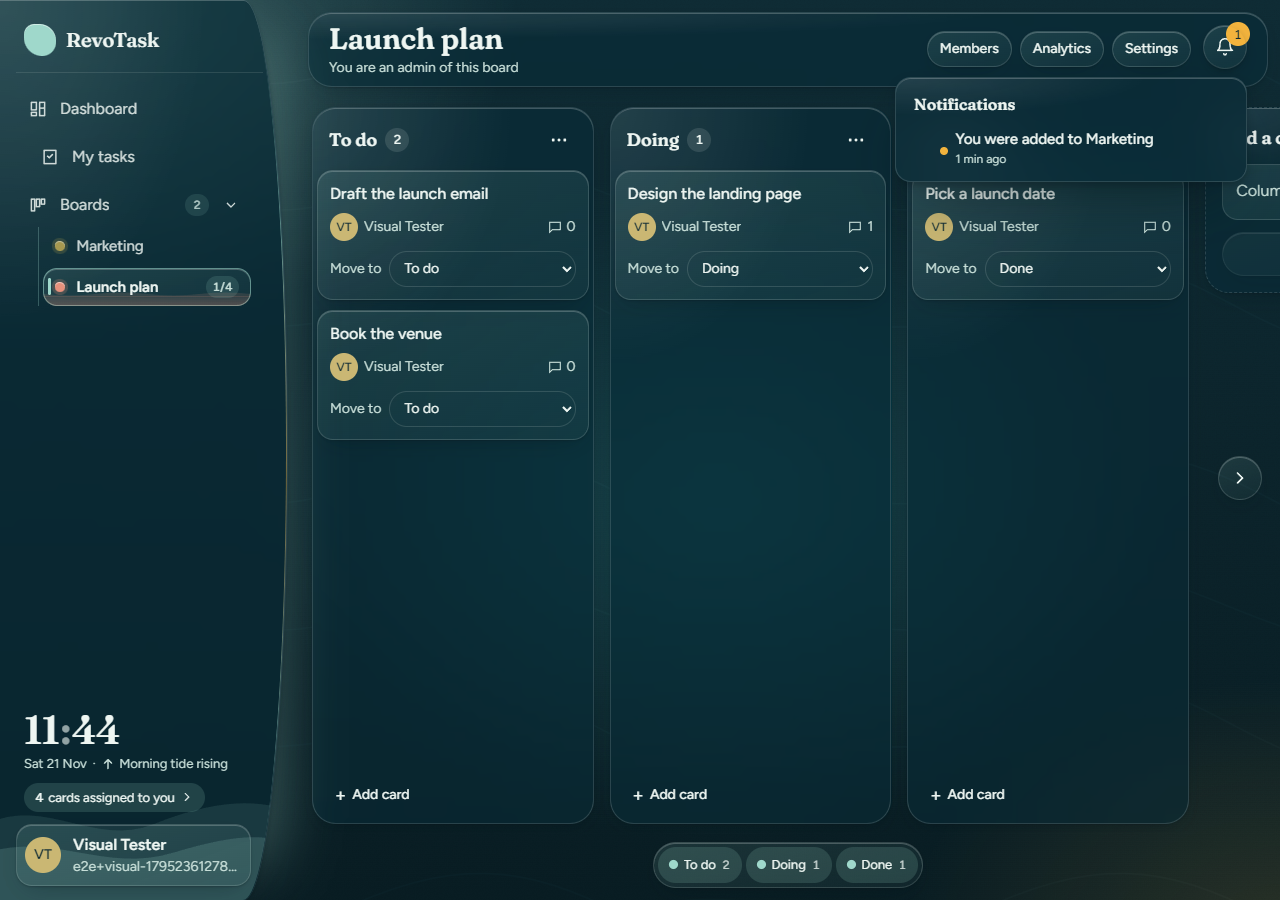 RevoTask
Dashboard
My tasks
Boards 2
Marketing
Launch plan 1/4
11:44
Sat 21 Nov · ↑ Morning tide rising
4 cards assigned to you
VT
Visual Tester
e2e+visual-17952361278...
Launch plan
You are an admin of this board
Members
Analytics
Settings
1
Notifications
You were added to Marketing
1 min ago
To do 2
Draft the launch email
VT Visual Tester 0
Move to To do
Book the venue
VT Visual Tester 0
Move to To do
+ Add card
Doing 1
Design the landing page
VT Visual Tester 1
Move to Doing
+ Add card
Pick a launch date
VT Visual Tester 0
Move to Done
+ Add card
d a c
Colum
To do 2
Doing 1
Done 1